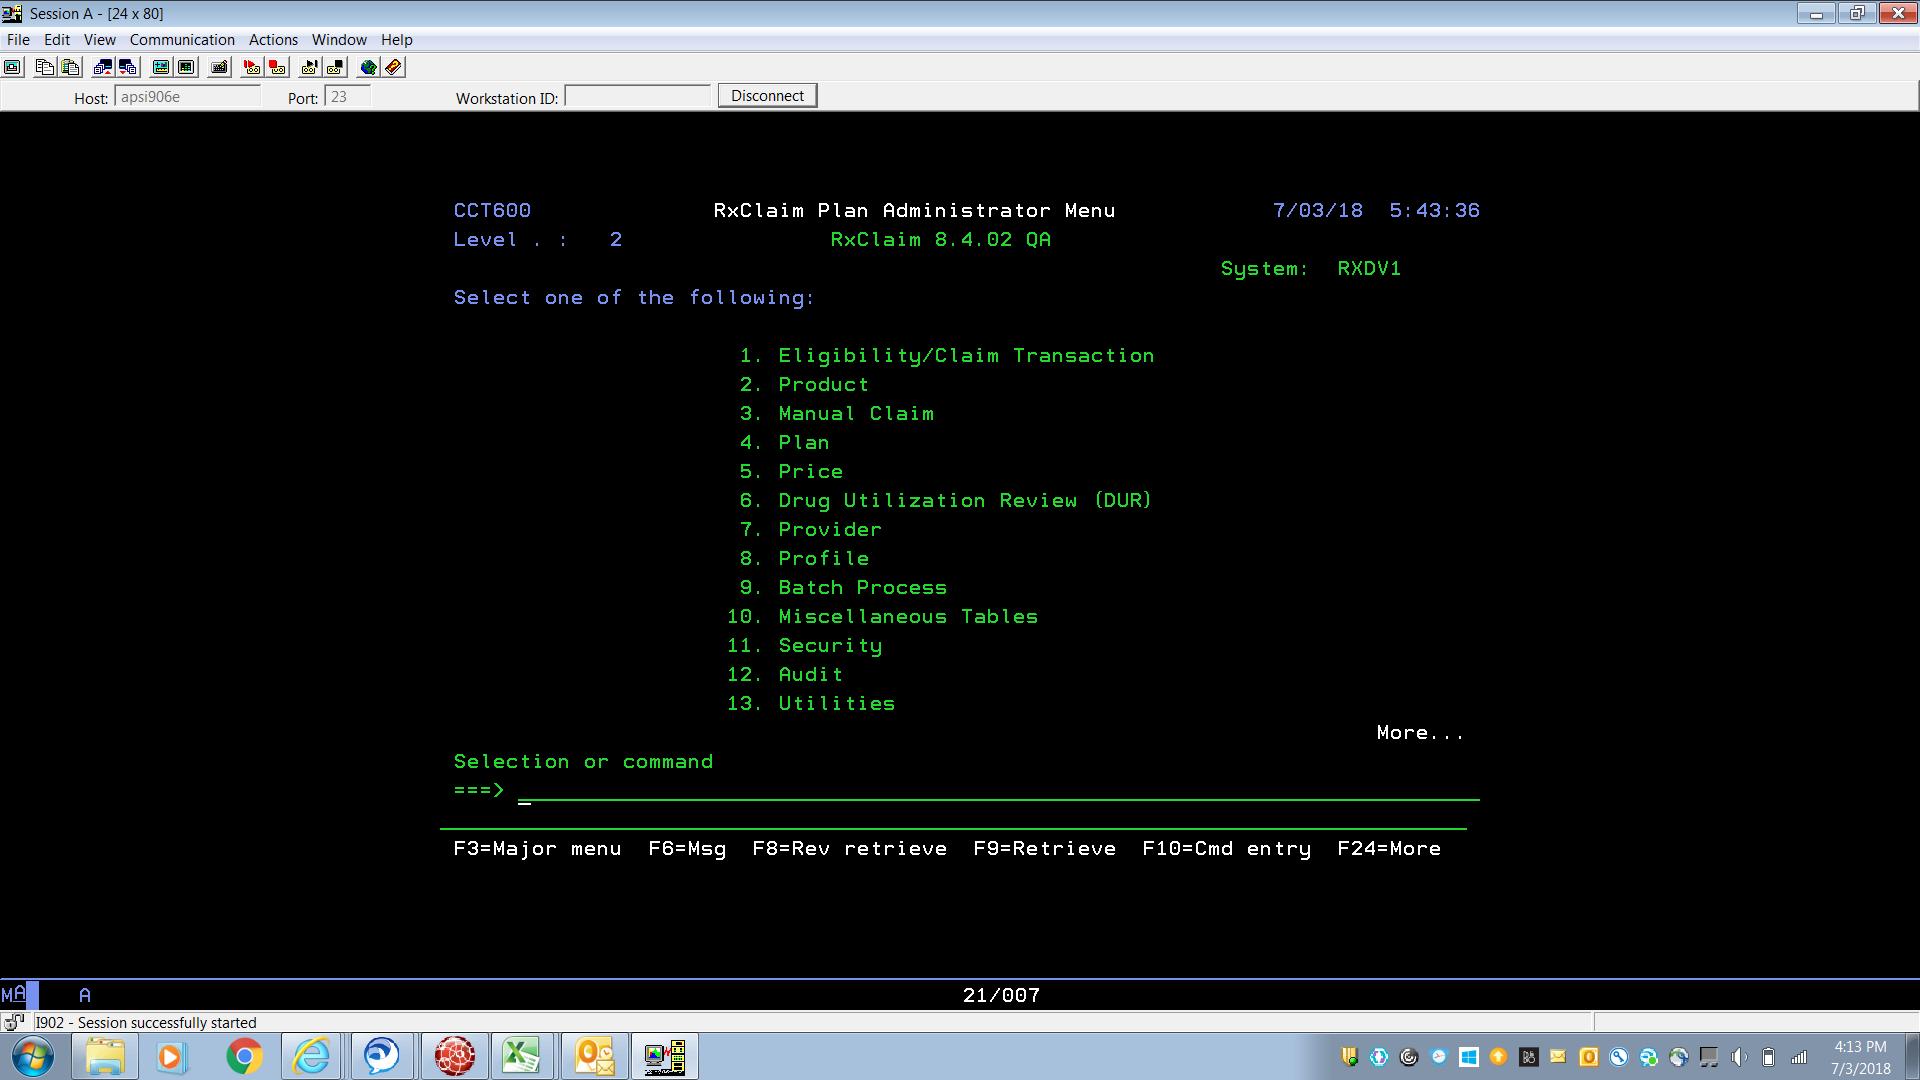 Session A - [24 x 80]
File Edit View Communication Actions Window Help
Host: apsi906e Port: 23 Workstation ID: Disconnect
CCT600 RxClaim Plan Administrator Menu 7/03/18 5:43:36
Level . : 2 RxClaim 8.4.02 QA
System: RXDV1
Select one of the following:
1. Eligibility/Claim Transaction
2. Product
3. Manual Claim
4. Plan
5. Price
6. Drug Utilization Review (DUR)
7. Provider
8. Profile
9. Batch Process
10. Miscellaneous Tables
11. Security
12. Audit
13. Utilities
More...
Selection or command
===>
F3=Major menu F6=Msg F8=Rev retrieve F9=Retrieve F10=Cmd entry F24=More
MA A 21/007
I902 - Session successfully started
4:13 PM
7/3/2018